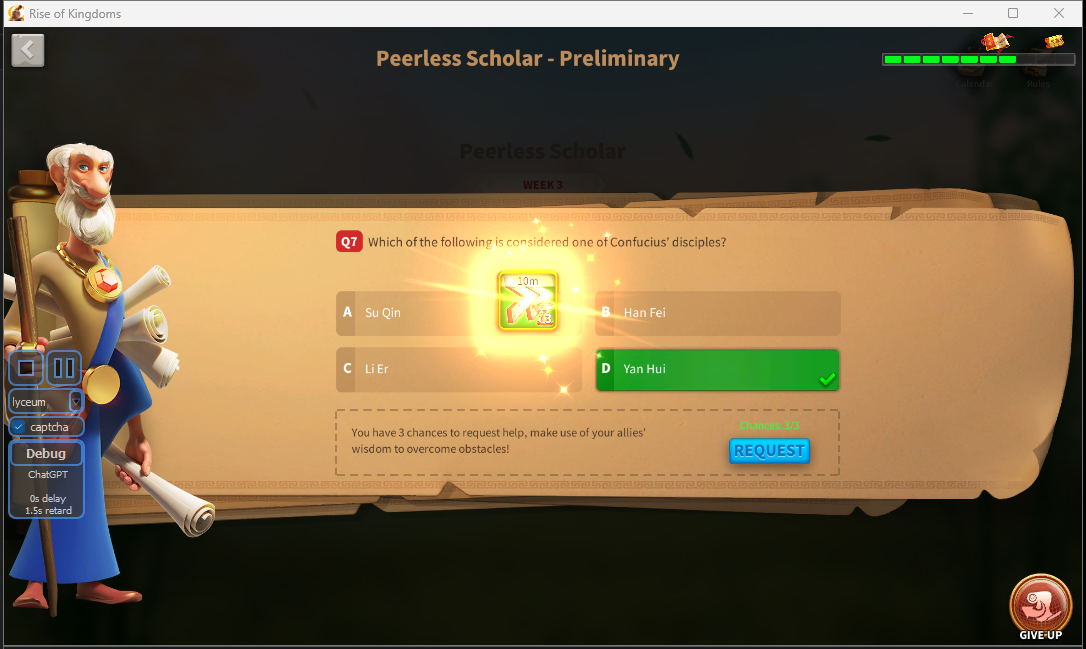 Rise of Kingdoms
Peerless Scholar - Preliminary
Calendar
Rules
Peerless Scholar
WEEK 3
Q7 Which of the following is considered one of Confucius' disciples?
10m
A Su Qin
B Han Fei
C Li Er
D Yan Hui
You have 3 chances to request help, make use of your allies'
wisdom to overcome obstacles!
Chances: 3/3
REQUEST
lyceum
captcha
Debug
ChatGPT
0s delay
1.5s retard
GIVE UP